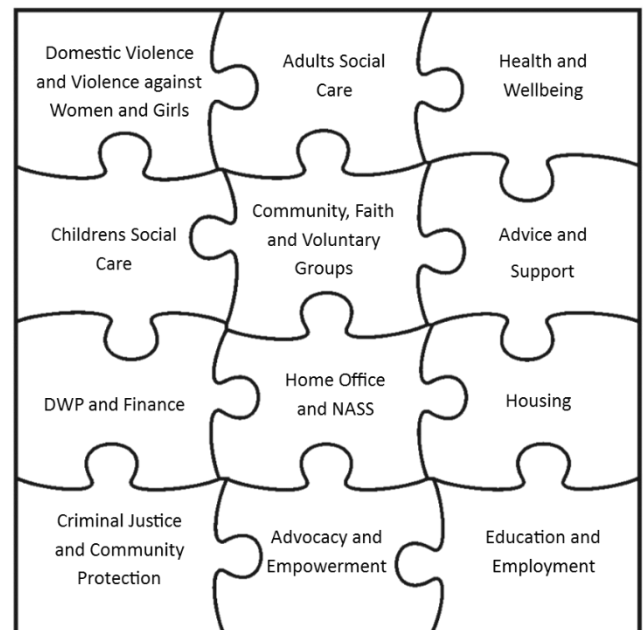 Domestic Violence
and Violence against
Women and Girls
Adults Social
Care
Health and
Wellbeing
Childrens Social
Care
Community, Faith
and Voluntary
Groups
Advice and
Support
DWP and Finance
Home Office
and NASS
Housing
Criminal Justice
and Community
Protection
Advocacy and
Empowerment
Education and
Employment